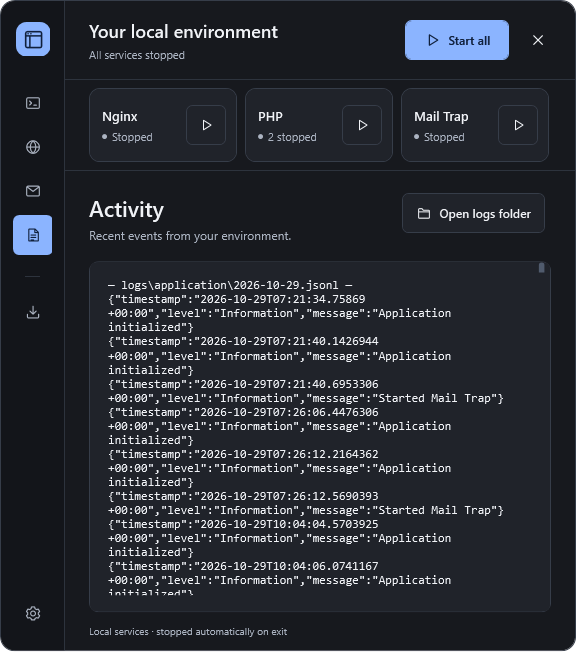 Your local environment
All services stopped
Start all
Nginx
Stopped
PHP
2 stopped
Mail Trap
Stopped
Activity
Recent events from your environment.
Open logs folder
— logs\application\2026-10-29.jsonl —
{"timestamp":"2026-10-29T07:21:34.75869
+00:00","level":"Information","message":"Application
initialized"}
{"timestamp":"2026-10-29T07:21:40.1426944
+00:00","level":"Information","message":"Application
initialized"}
{"timestamp":"2026-10-29T07:21:40.6953306
+00:00","level":"Information","message":"Started Mail Trap"}
{"timestamp":"2026-10-29T07:26:06.4476306
+00:00","level":"Information","message":"Application
initialized"}
{"timestamp":"2026-10-29T07:26:12.2164362
+00:00","level":"Information","message":"Application
initialized"}
{"timestamp":"2026-10-29T07:26:12.5690393
+00:00","level":"Information","message":"Started Mail Trap"}
{"timestamp":"2026-10-29T10:04:04.5703925
+00:00","level":"Information","message":"Application
initialized"}
{"timestamp":"2026-10-29T10:04:06.0741167
+00:00","level":"Information","message":"Application
initialized"}
Local services · stopped automatically on exit